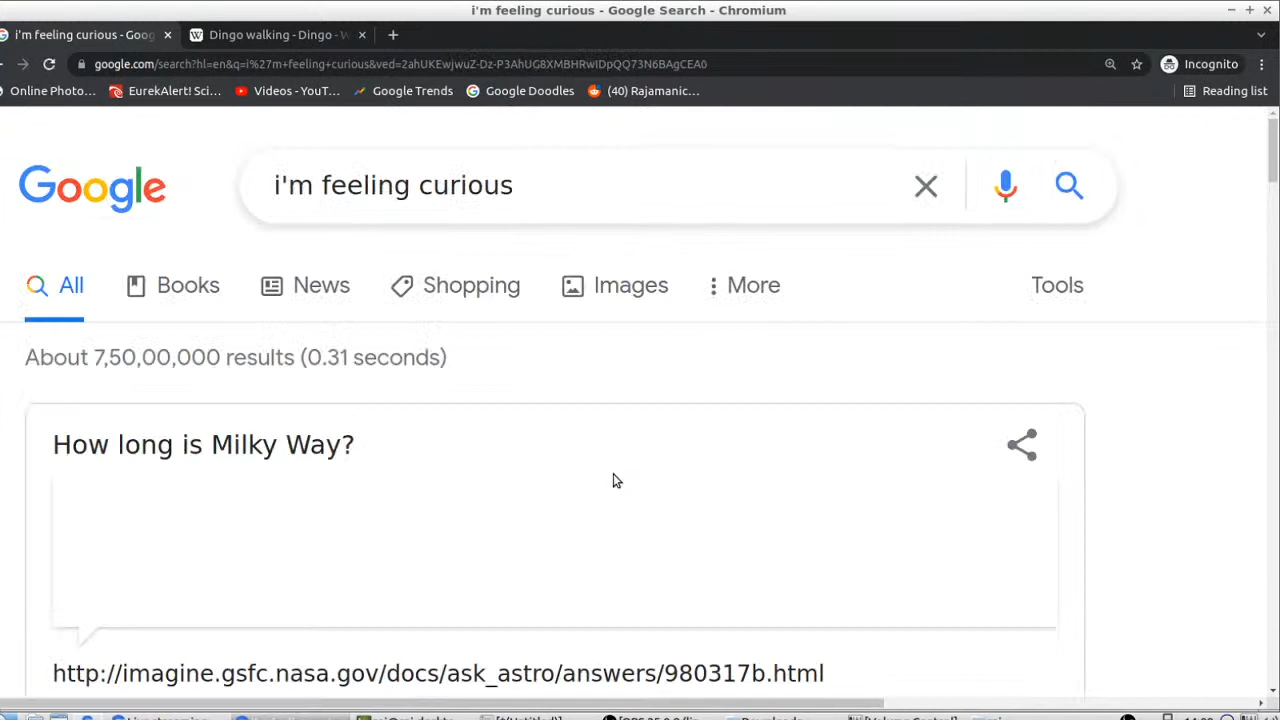 i'm feeling curious - Google Search - Chromium
i'm feeling curious - Goog
Dingo walking - Dingo - W
google.com/search?hl=en&q=i%27m+feeling+curious&ved=2ahUKEwjwuZ-Dz-P3AhUG8XMBHRwIDpQQ73N6BAgCEA0
Incognito
Online Photo...
EurekAlert! Sci...
Videos - YouT...
Google Trends
Google Doodles
(40) Rajamanic...
Reading list
Google
i'm feeling curious
All
Books
News
Shopping
Images
More
Tools
About 7,50,00,000 results (0.31 seconds)
How long is Milky Way?
http://imagine.gsfc.nasa.gov/docs/ask_astro/answers/980317b.html